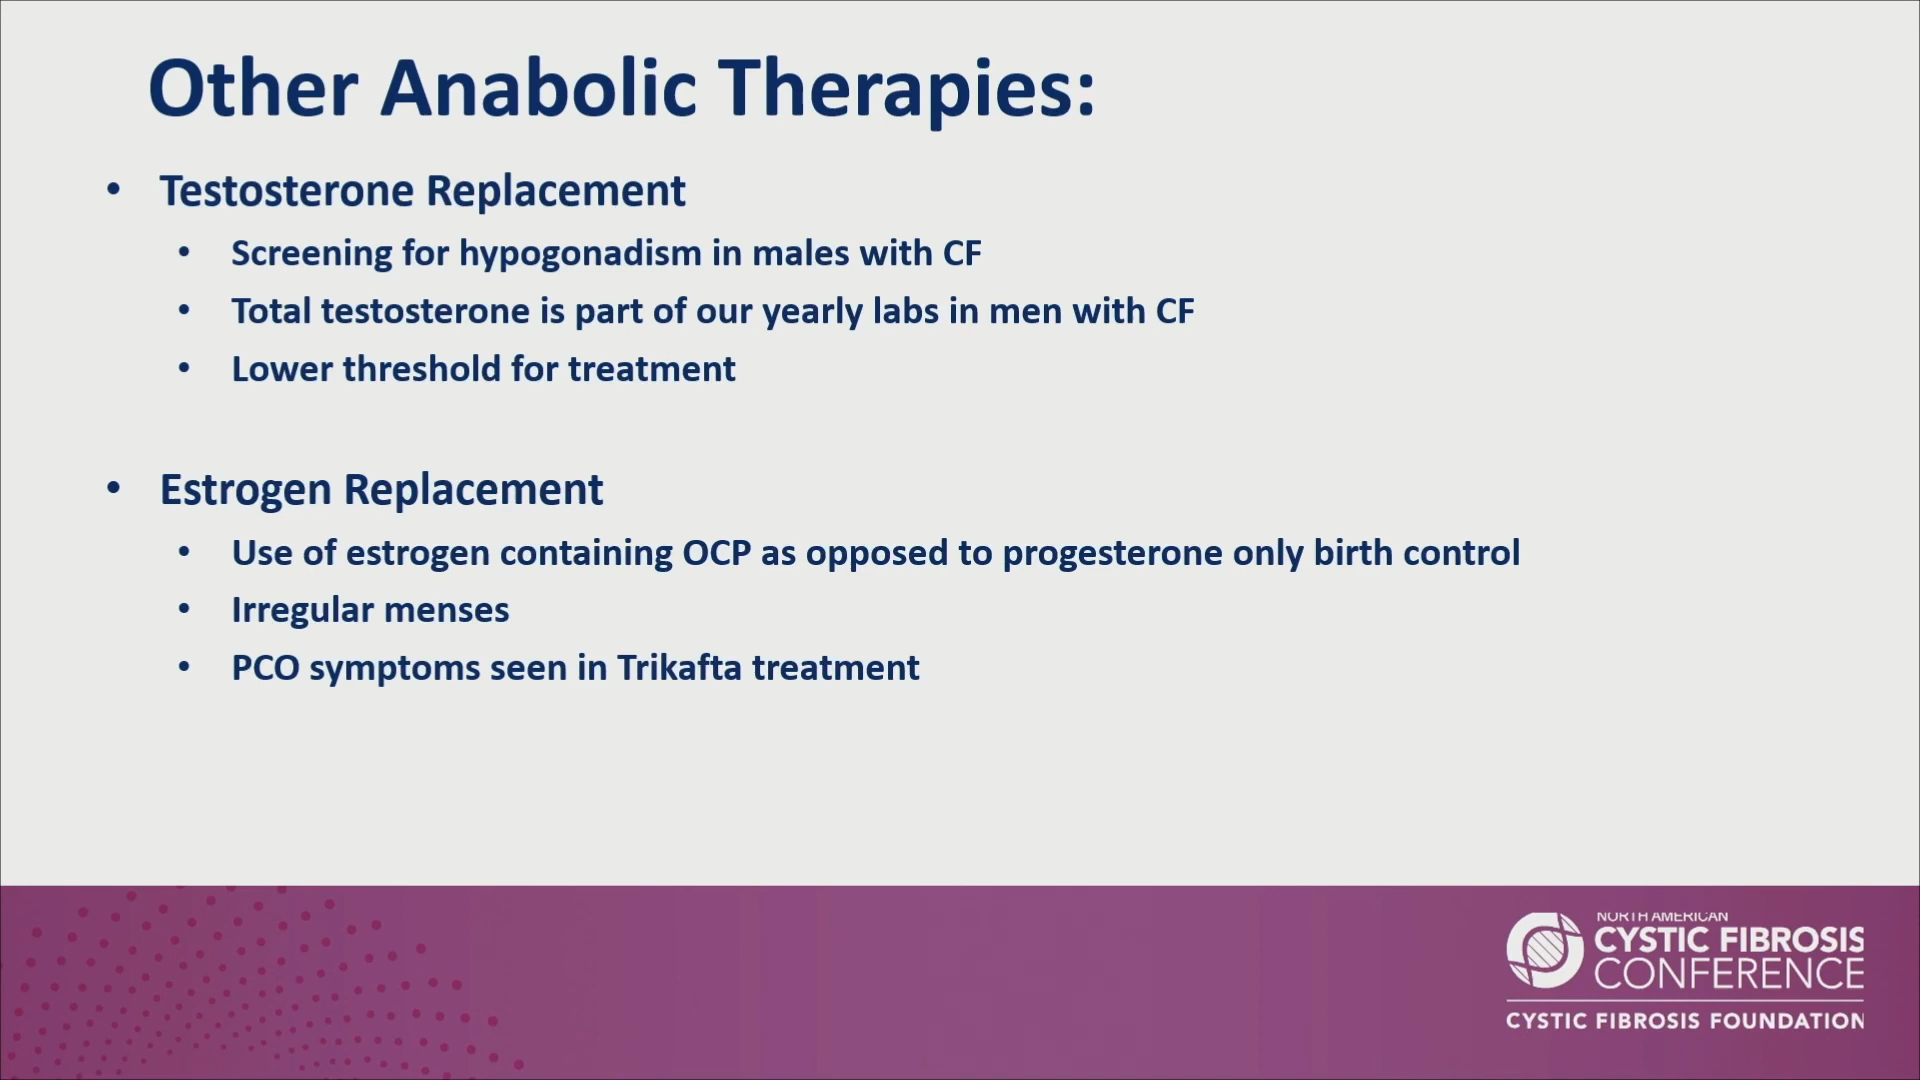 Other Anabolic Therapies:
• Testosterone Replacement
• Screening for hypogonadism in males with CF
• Total testosterone is part of our yearly labs in men with CF
• Lower threshold for treatment
• Estrogen Replacement
• Use of estrogen containing OCP as opposed to progesterone only birth control
• Irregular menses
• PCO symptoms seen in Trikafta treatment
NORTH AMERICAN
CYSTIC FIBROSIS
CONFERENCE
CYSTIC FIBROSIS FOUNDATION